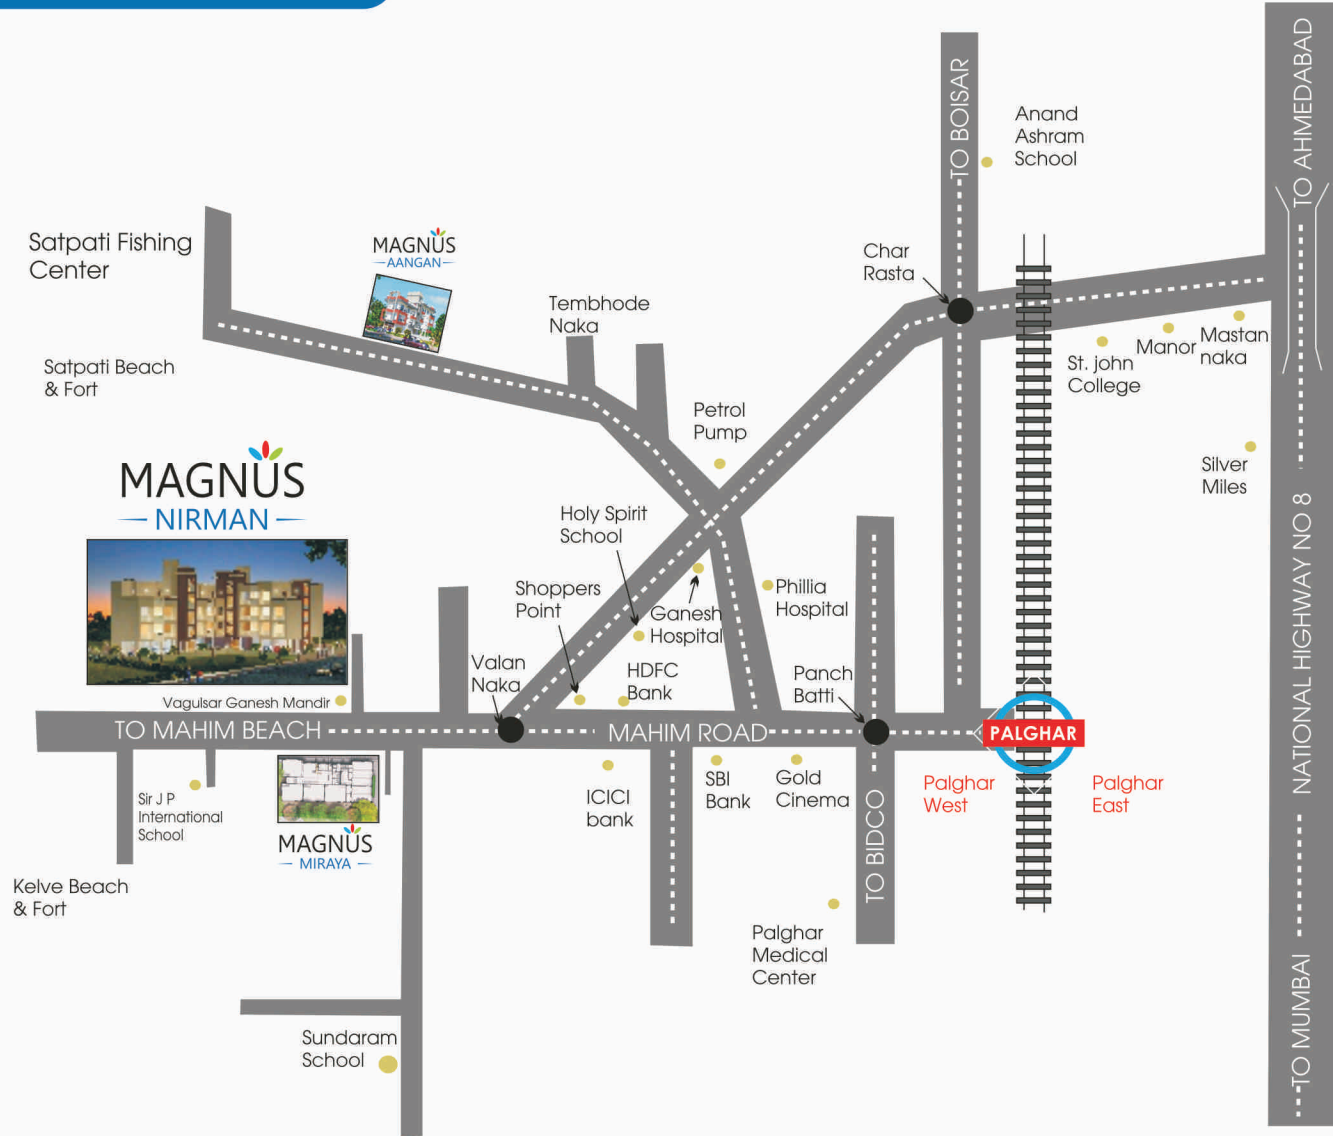 TO AHMEDABAD
TO BOISAR
Anand
Ashram
School
Satpati Fishing
Center
MAGNUS
AANGAN
Char
Rasta
Tembhode
Naka
Satpati Beach
& Fort
St. john
College
Manor
Mastan
naka
Petrol
Pump
Silver
Miles
MAGNUS
NIRMAN
Holy Spirit
School
Shoppers
Point
Ganesh
Hospital
Phillia
Hospital
NATIONAL HIGHWAY NO 8
Valan
Naka
HDFC
Bank
Panch
Batti
Vagulsar Ganesh Mandir
TO MAHIM BEACH
MAHIM ROAD
PALGHAR
Sir J P
International
School
MAGNUS
MIRAYA
ICICI
bank
SBI
Bank
Gold
Cinema
TO BIDCO
Palghar
West
Palghar
East
Kelve Beach
& Fort
Palghar
Medical
Center
Sundaram
School
TO MUMBAI